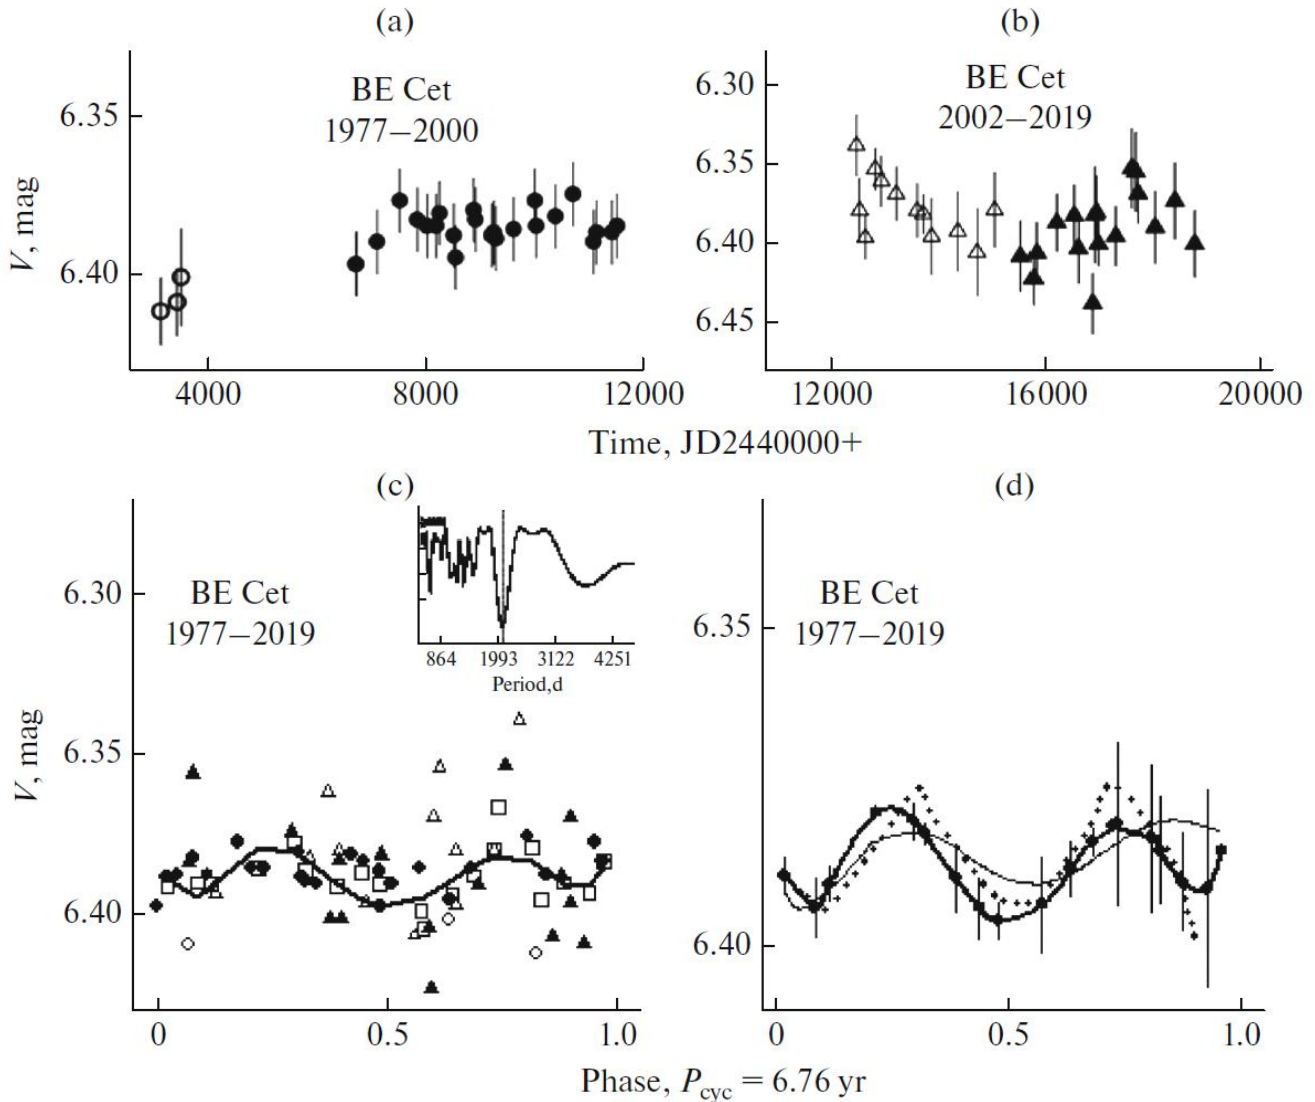 (a)
BE Cet
1977–2000
6.35
6.40
V, mag
4000
8000
12000
(b)
BE Cet
2002–2019
6.30
6.35
6.40
6.45
12000
16000
20000
Time, JD2440000+
(c)
BE Cet
1977–2019
6.30
6.35
6.40
V, mag
864
1993
3122
4251
Period,d
0
0.5
1.0
(d)
BE Cet
1977–2019
6.35
6.40
0
0.5
1.0
Phase, Pcyc = 6.76 yr